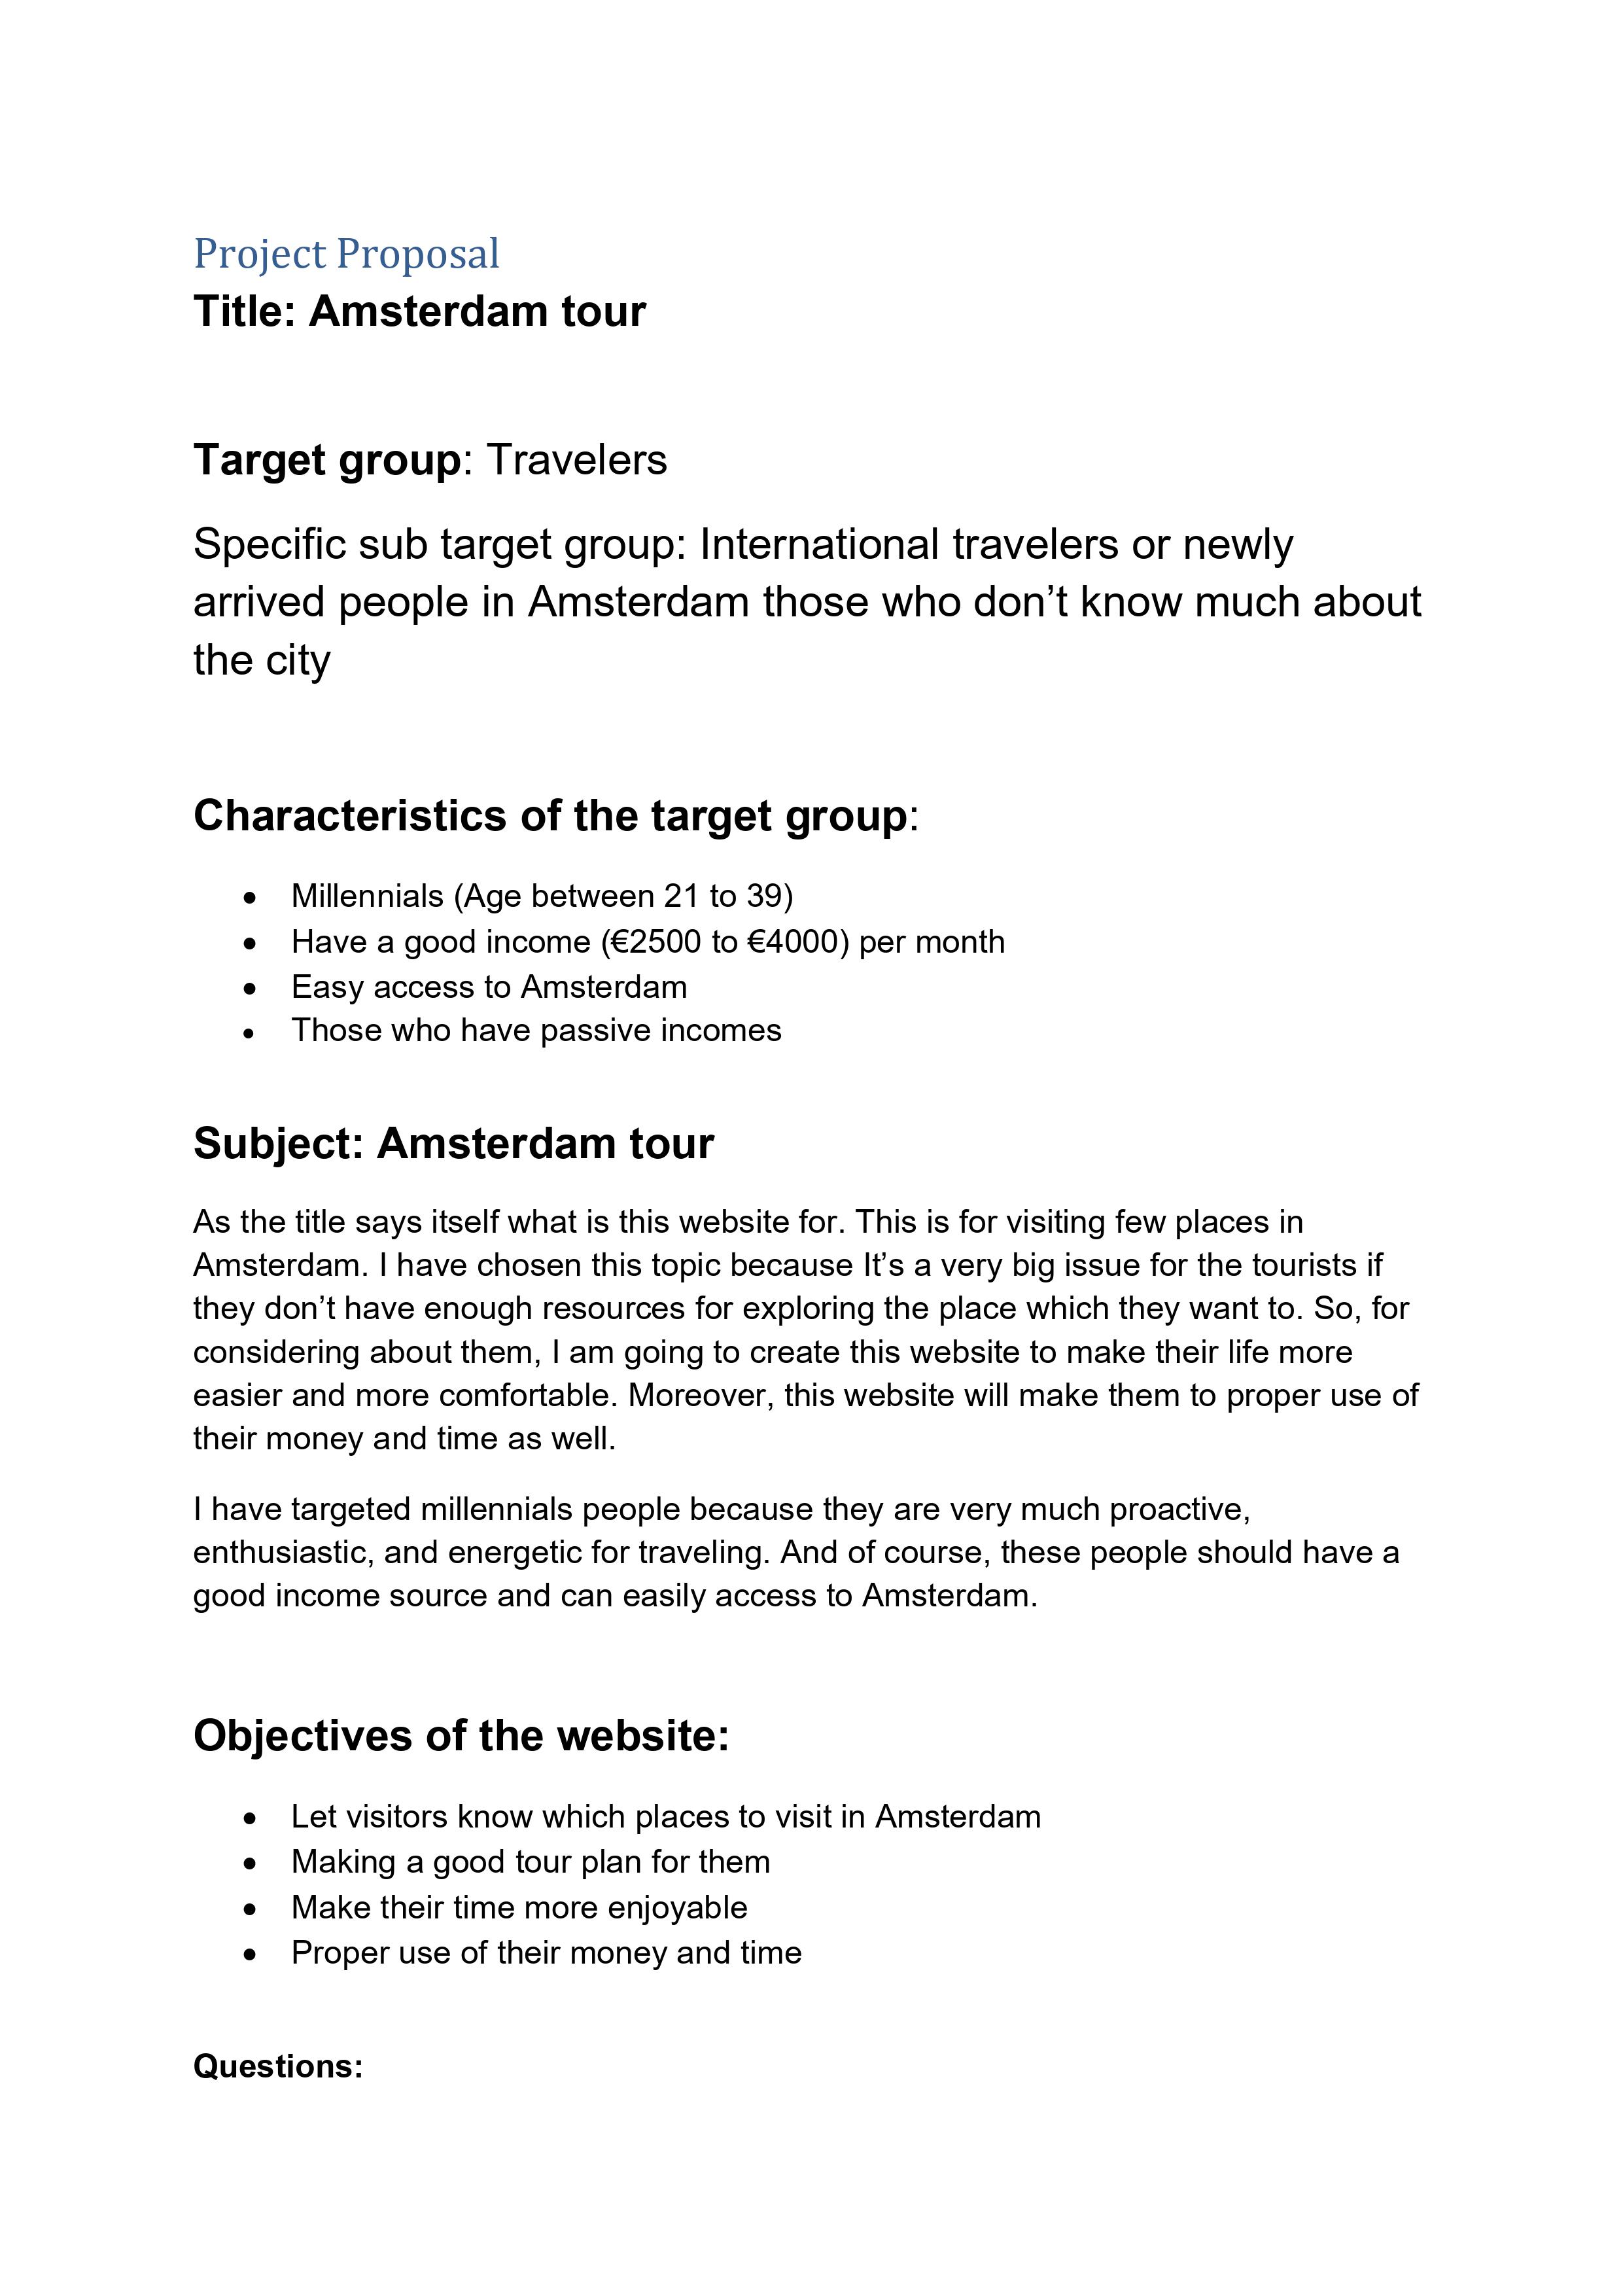 Project Proposal
Title: Amsterdam tour
Target group: Travelers
Specific sub target group: International travelers or newly
arrived people in Amsterdam those who don’t know much about
the city
Characteristics of the target group:
• Millennials (Age between 21 to 39)
• Have a good income (€2500 to €4000) per month
• Easy access to Amsterdam
• Those who have passive incomes
Subject: Amsterdam tour
As the title says itself what is this website for. This is for visiting few places in
Amsterdam. I have chosen this topic because It’s a very big issue for the tourists if
they don’t have enough resources for exploring the place which they want to. So, for
considering about them, I am going to create this website to make their life more
easier and more comfortable. Moreover, this website will make them to proper use of
their money and time as well.
I have targeted millennials people because they are very much proactive,
enthusiastic, and energetic for traveling. And of course, these people should have a
good income source and can easily access to Amsterdam.
Objectives of the website:
• Let visitors know which places to visit in Amsterdam
• Making a good tour plan for them
• Make their time more enjoyable
• Proper use of their money and time
Questions: